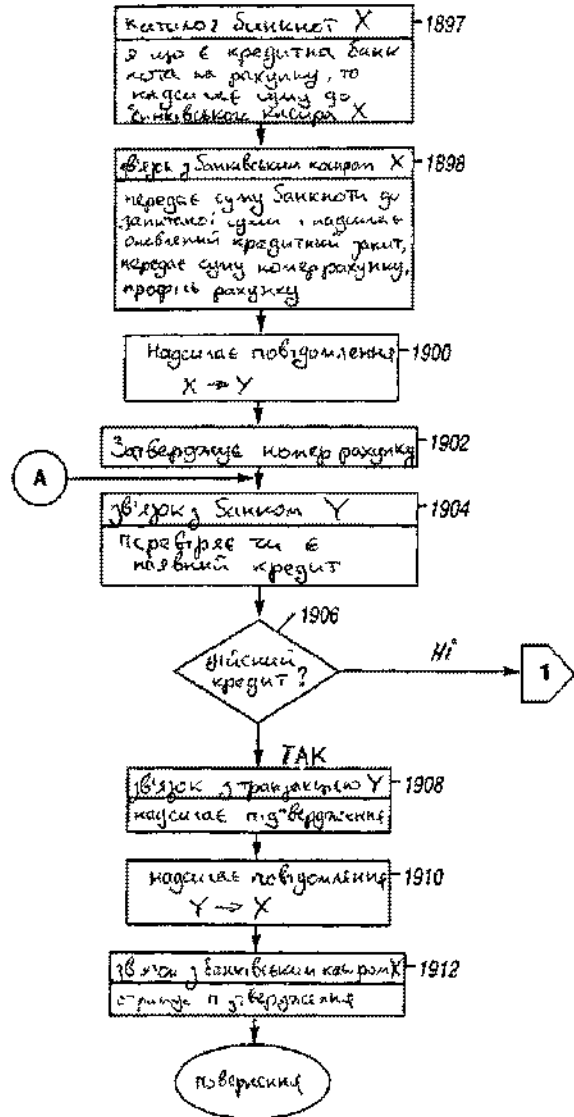 каталог банкнот X
1897
якщо є кредитна банк
нота на рахунку, то
надсилає суму до
банківського касира X
зв'язь з банківським касиром X
1898
передає суму банкноти до
запитаної суми і надсилає
оновлений кредитний запит,
передає суму номер рахунку,
профіль рахунку
Надсилає повідомлення
1900
X → Y
Затверджує номер рахунку
1902
A
зв'язок з банком Y
1904
перевіряє чи є
наявний кредит
1906
дійсний
кредит?
Ні
1
ТАК
зв'язок з транзакцією Y
1908
надсилає підтвердження
надсилає повідомлення
1910
Y → X
зв'язок з банківським касиром X
1912
отримує підтвердження
повернення